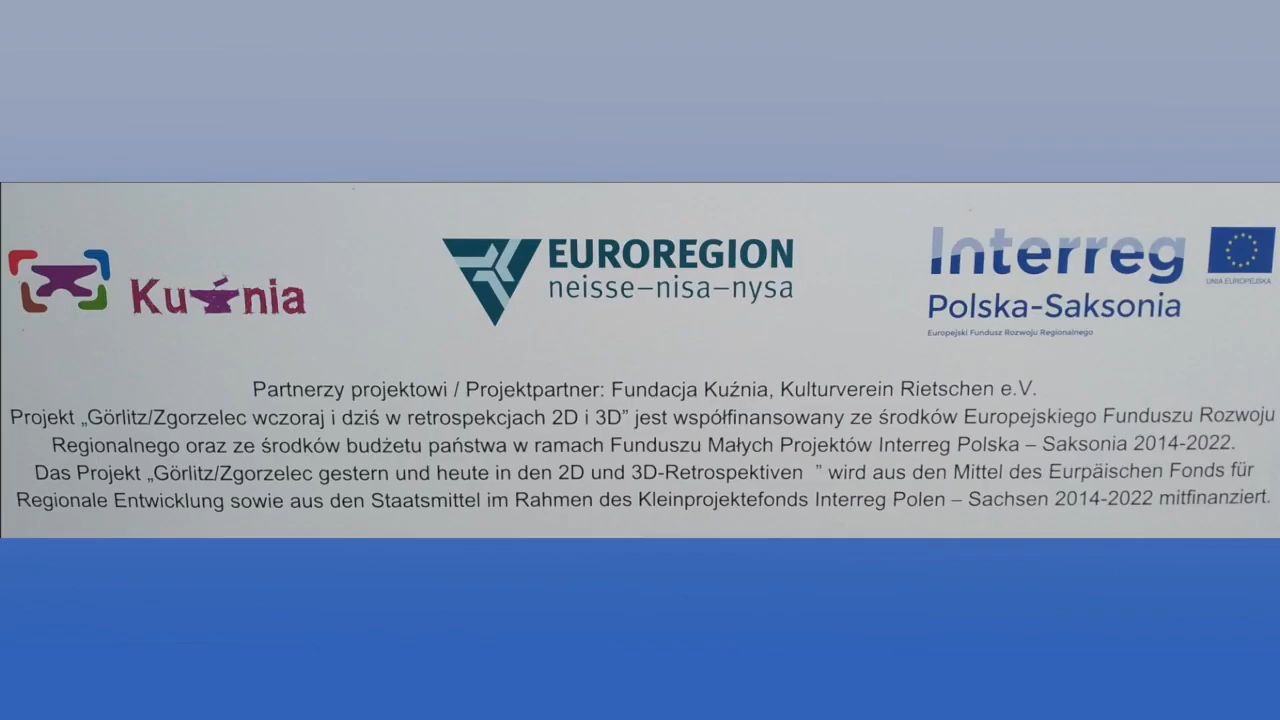 Kuźnia
EUROREGION
neisse–nisa–nysa
Interreg
Polska-Saksonia
Europejski Fundusz Rozwoju Regionalnego
UNIA EUROPEJSKA
Partnerzy projektowi / Projektpartner: Fundacja Kuźnia, Kulturverein Rietschen e.V.
Projekt „Görlitz/Zgorzelec wczoraj i dziś w retrospekcjach 2D i 3D” jest współfinansowany ze środków Europejskiego Funduszu Rozwoju
Regionalnego oraz ze środków budżetu państwa w ramach Funduszu Małych Projektów Interreg Polska – Saksonia 2014-2022.
Das Projekt „Görlitz/Zgorzelec gestern und heute in den 2D und 3D-Retrospektiven ” wird aus den Mittel des Eurpäischen Fonds für
Regionale Entwicklung sowie aus den Staatsmittel im Rahmen des Kleinprojektefonds Interreg Polen – Sachsen 2014-2022 mitfinanziert.